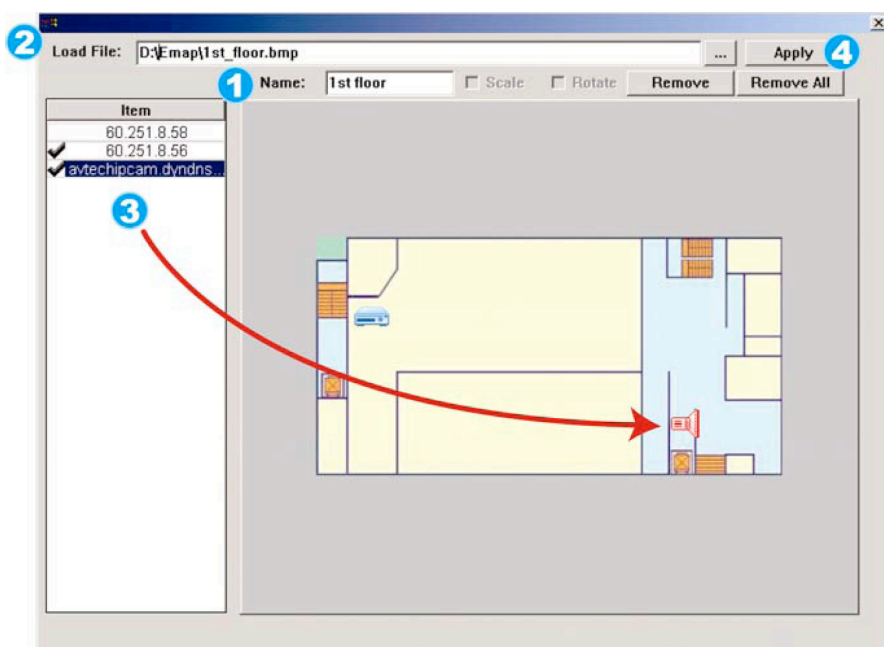 2 Load File: D:\Emap\1st_floor.bmp ... Apply 4
1 Name: 1st floor Scale Rotate Remove Remove All
Item
60.251.8.58
60.251.8.56
avtechipcam.dyndns...
3